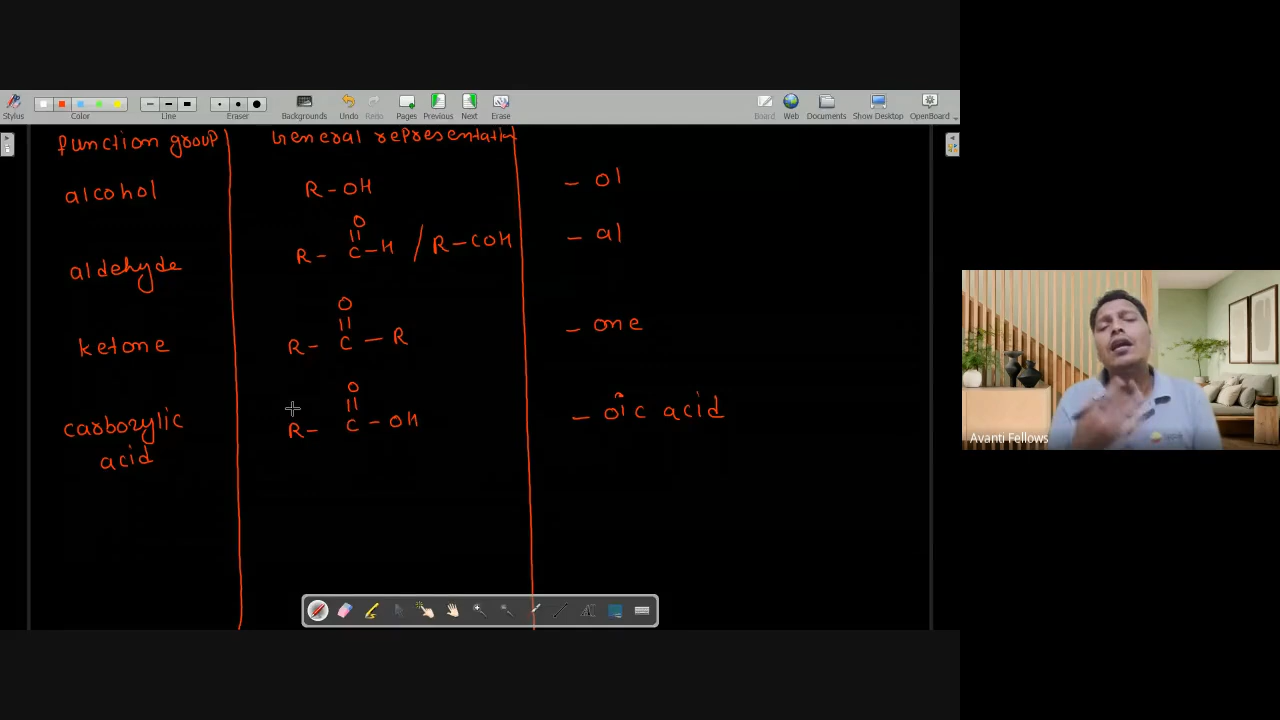 Stylus
Color
Line
Eraser
Backgrounds
Undo
Redo
Pages
Previous
Next
Erase
Board
Web
Documents
Show Desktop
OpenBoard
function group
General representatn
alcohol
R-OH
- ol
aldehyde
O
R- C-H / R-COH
- al
ketone
O
R- C-R
- one
carboxylic
acid
O
R- C-OH
- oic acid
Avanti Fellows